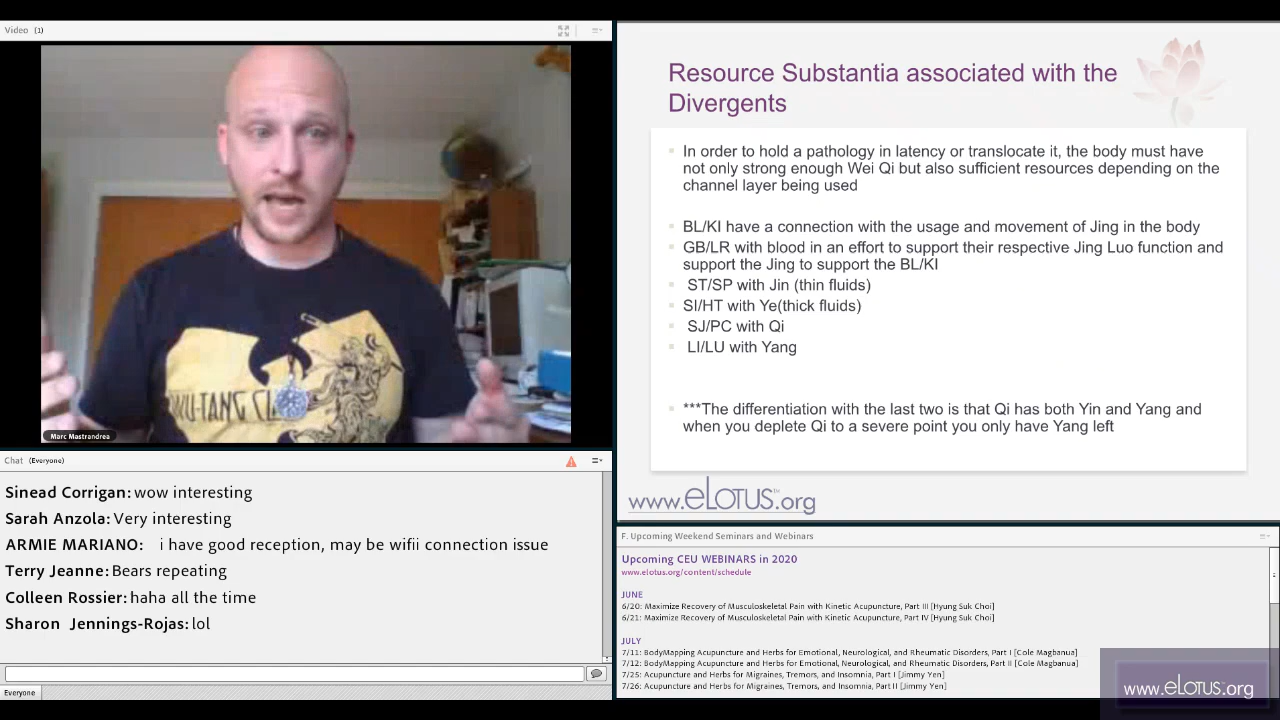 Video (1)
WU-TANG CL
Marc Mastrandrea
Chat (Everyone)
Sinead Corrigan: wow interesting
Sarah Anzola: Very interesting
ARMIE MARIANO: i have good reception, may be wifii connection issue
Terry Jeanne: Bears repeating
Colleen Rossier: haha all the time
Sharon Jennings-Rojas: lol
Everyone
Resource Substantia associated with the
Divergents
In order to hold a pathology in latency or translocate it, the body must have
not only strong enough Wei Qi but also sufficient resources depending on the
channel layer being used
BL/KI have a connection with the usage and movement of Jing in the body
GB/LR with blood in an effort to support their respective Jing Luo function and
support the Jing to support the BL/KI
ST/SP with Jin (thin fluids)
SI/HT with Ye(thick fluids)
SJ/PC with Qi
LI/LU with Yang
***The differentiation with the last two is that Qi has both Yin and Yang and
when you deplete Qi to a severe point you only have Yang left
www.eLOTUS.org
F. Upcoming Weekend Seminars and Webinars
Upcoming CEU WEBINARS in 2020
www.elotus.org/content/schedule
JUNE
6/20: Maximize Recovery of Musculoskeletal Pain with Kinetic Acupuncture, Part III [Hyung Suk Choi]
6/21: Maximize Recovery of Musculoskeletal Pain with Kinetic Acupuncture, Part IV [Hyung Suk Choi]
JULY
7/11: BodyMapping Acupuncture and Herbs for Emotional, Neurological, and Rheumatic Disorders, Part I [Cole Magbanua]
7/12: BodyMapping Acupuncture and Herbs for Emotional, Neurological, and Rheumatic Disorders, Part II [Cole Magbanua]
7/25: Acupuncture and Herbs for Migraines, Tremors, and Insomnia, Part I [Jimmy Yen]
7/26: Acupuncture and Herbs for Migraines, Tremors, and Insomnia, Part II [Jimmy Yen]
www.eLOTUS.org